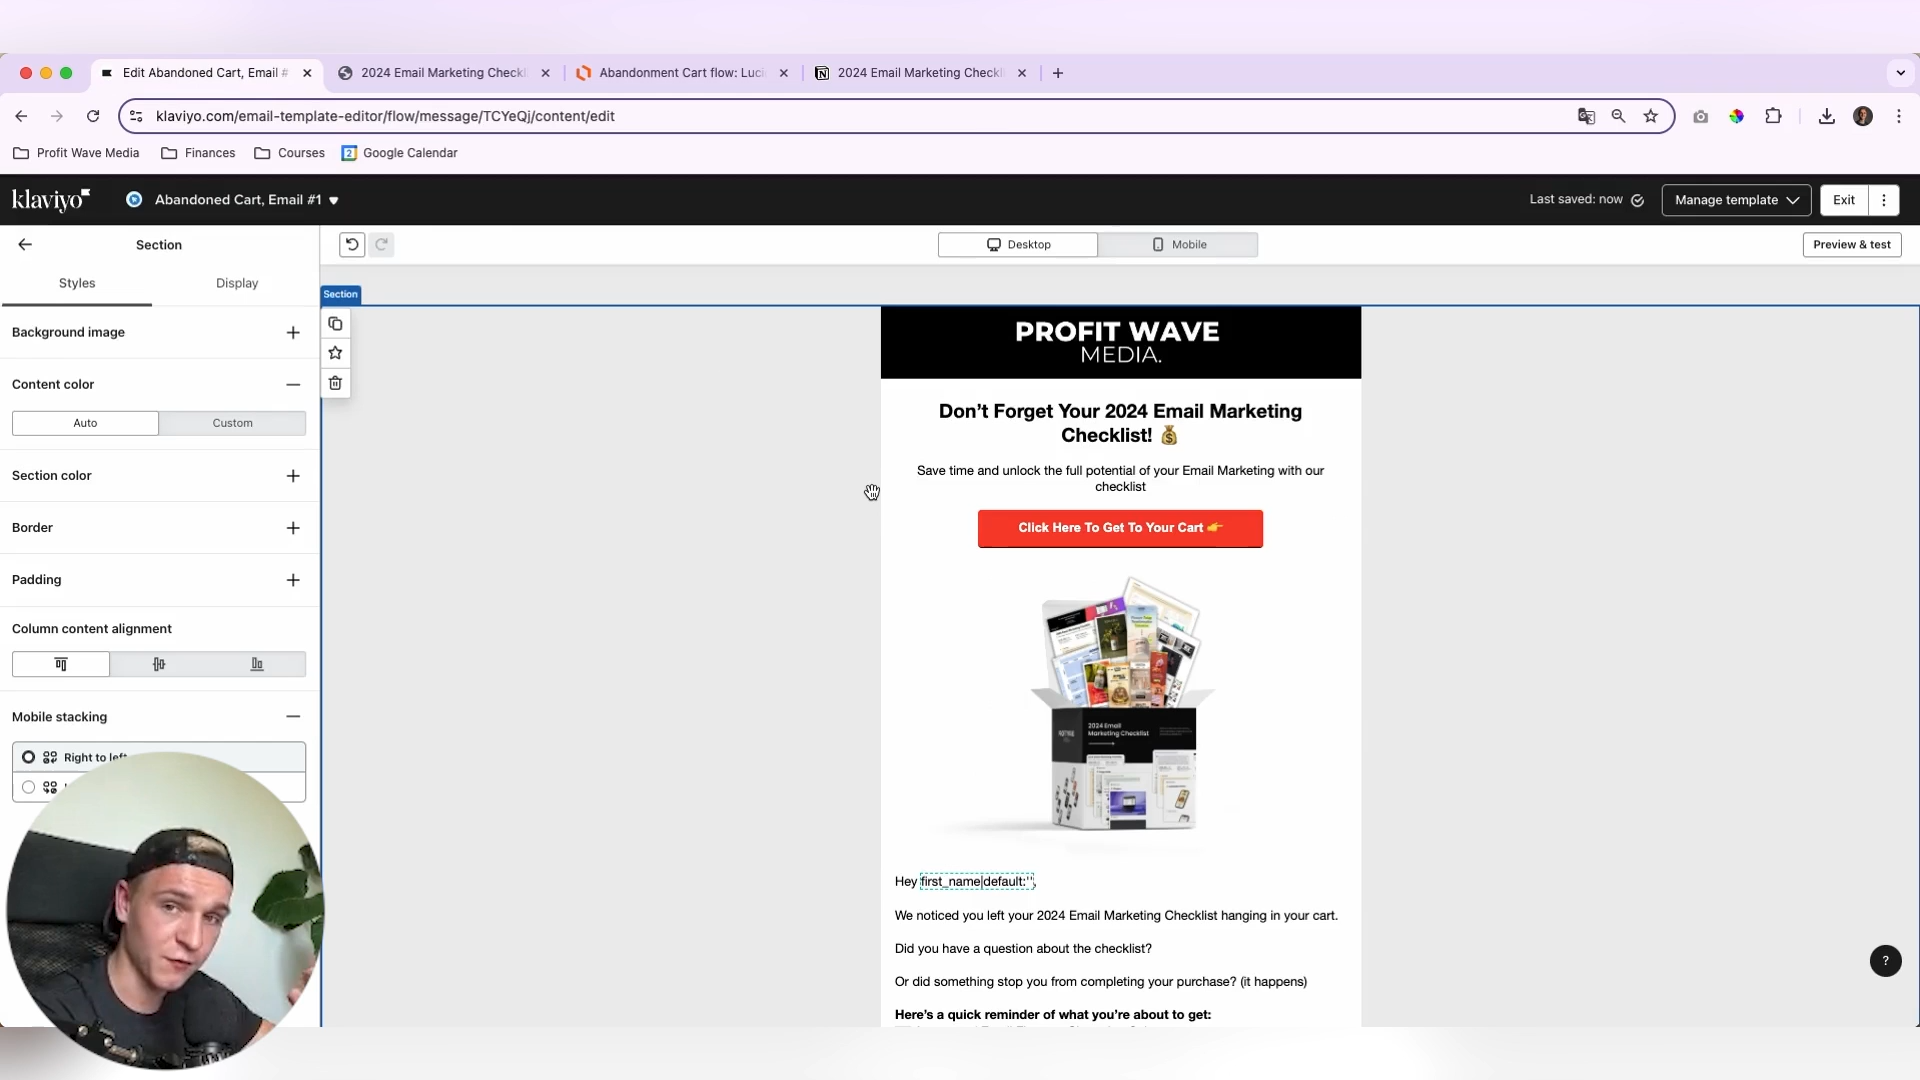 Edit Abandoned Cart, Email #
2024 Email Marketing Checkl
Abandonment Cart flow: Luci
2024 Email Marketing Checkl
klaviyo.com/email-template-editor/flow/message/TCYeQj/content/edit
Profit Wave Media
Finances
Courses
2
Google Calendar
klaviyo
Abandoned Cart, Email #1
Last saved: now
Manage template
Exit
Section
Desktop
Mobile
Preview & test
Styles
Display
Section
Background image
Content color
Auto
Custom
Section color
Border
Padding
Column content alignment
Mobile stacking
Right to left
PROFIT WAVE
MEDIA.
Don’t Forget Your 2024 Email Marketing
Checklist! 💰
Save time and unlock the full potential of your Email Marketing with our
checklist
Click Here To Get To Your Cart 👉
2024 Email
Marketing Checklist
Hey first_name|default:'',
We noticed you left your 2024 Email Marketing Checklist hanging in your cart.
Did you have a question about the checklist?
Or did something stop you from completing your purchase? (it happens)
Here’s a quick reminder of what you’re about to get:
?